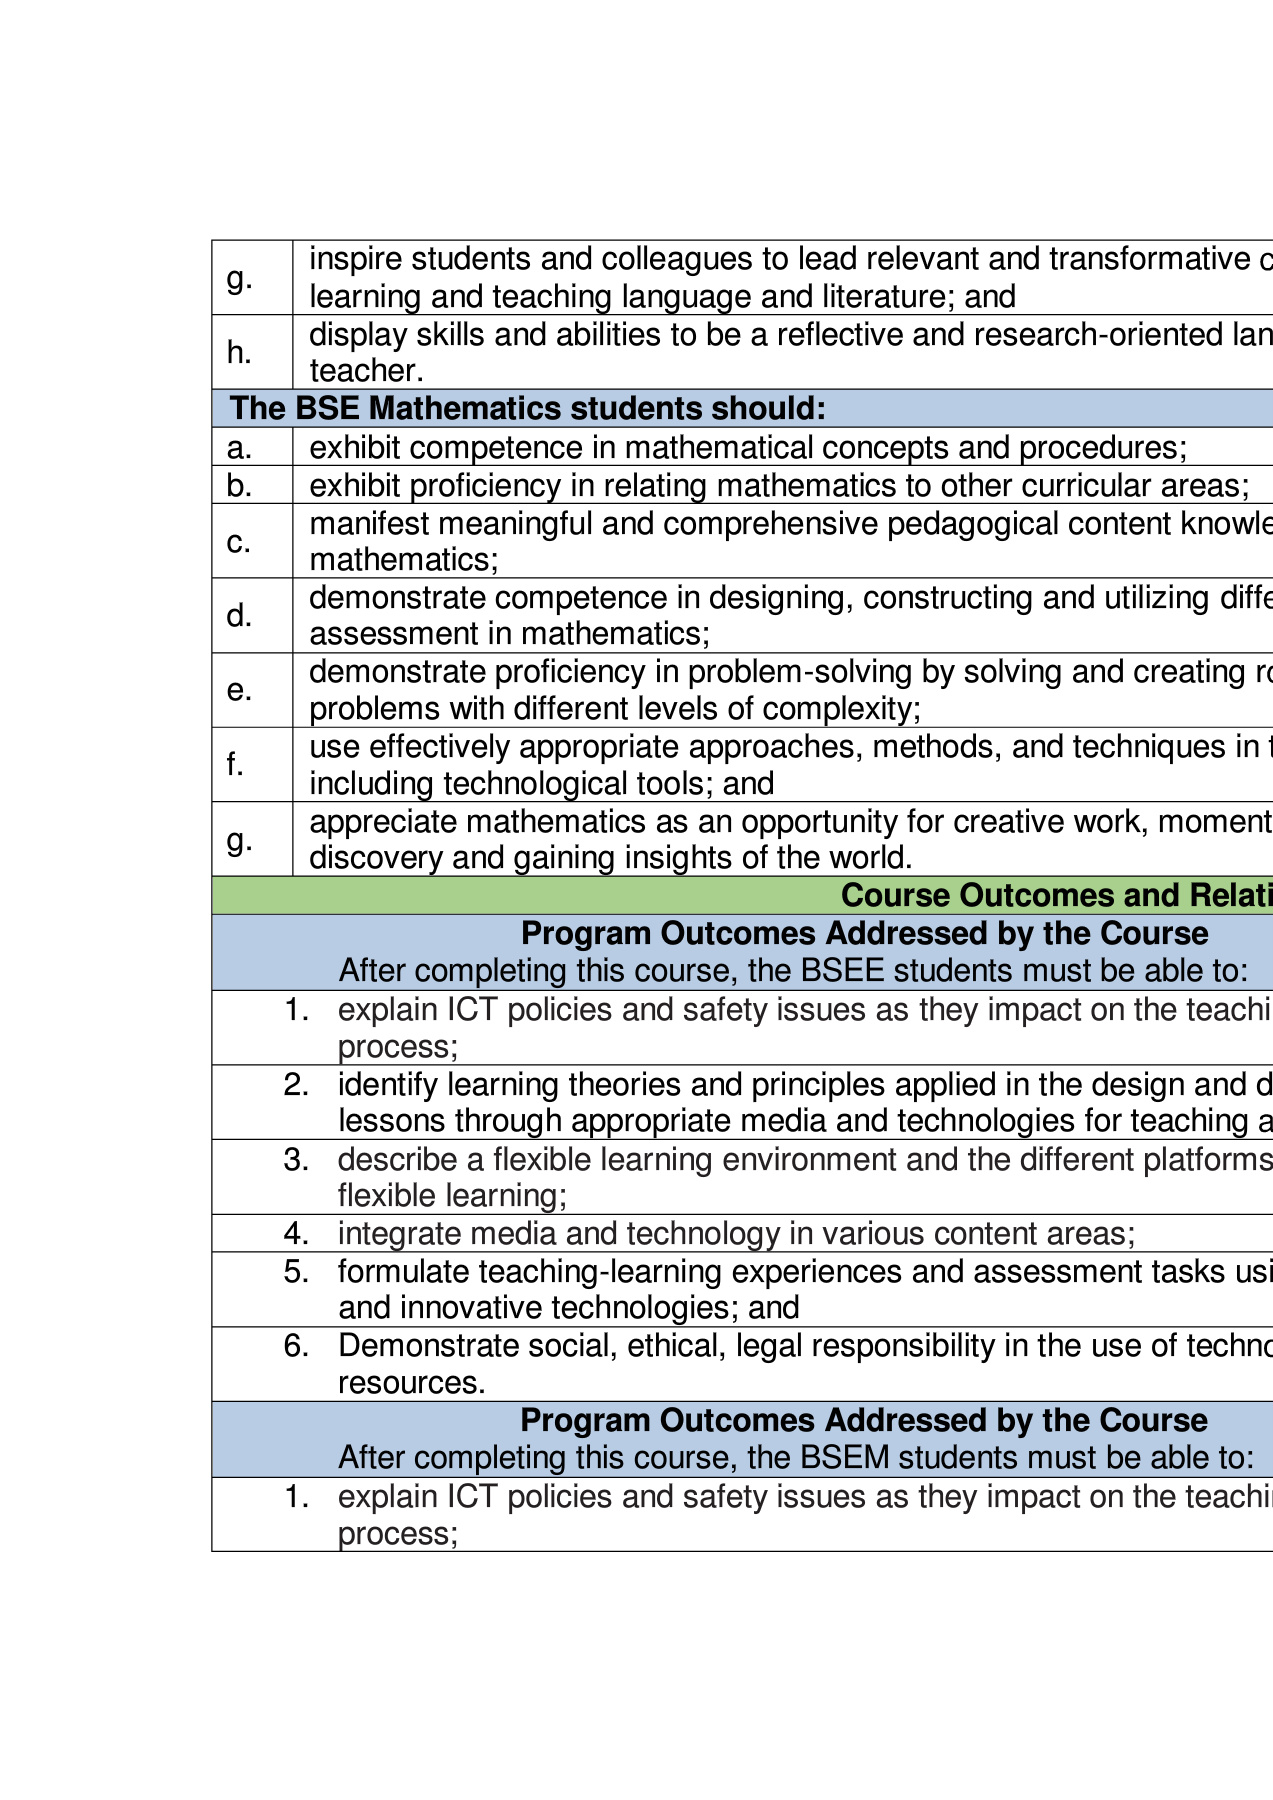 g.
inspire students and colleagues to lead relevant and transformative
learning and teaching language and literature; and
h.
display skills and abilities to be a reflective and research-oriented
teacher.
The BSE Mathematics students should:
a. exhibit competence in mathematical concepts and procedures;
b. exhibit proficiency in relating mathematics to other curricular areas;
c.
manifest meaningful and comprehensive pedagogical content
mathematics;
d.
demonstrate competence in designing, constructing and utilizing
assessment in mathematics;
e.
demonstrate proficiency in problem-solving by solving and creating
problems with different levels of complexity;
f.
use effectively appropriate approaches, methods, and techniques in
including technological tools; and
g.
appreciate mathematics as an opportunity for creative work,
discovery and gaining insights of the world.
Course Outcomes and
Program Outcomes Addressed by the Course
After completing this course, the BSEE students must be able to:
1. explain ICT policies and safety issues as they impact on the
process;
2. identify learning theories and principles applied in the design and
lessons through appropriate media and technologies for teaching
3. describe a flexible learning environment and the different platforms
flexible learning;
4. integrate media and technology in various content areas;
5. formulate teaching-learning experiences and assessment tasks
and innovative technologies; and
6. Demonstrate social, ethical, legal responsibility in the use of
resources.
Program Outcomes Addressed by the Course
After completing this course, the BSEM students must be able to:
1. explain ICT policies and safety issues as they impact on the
process;